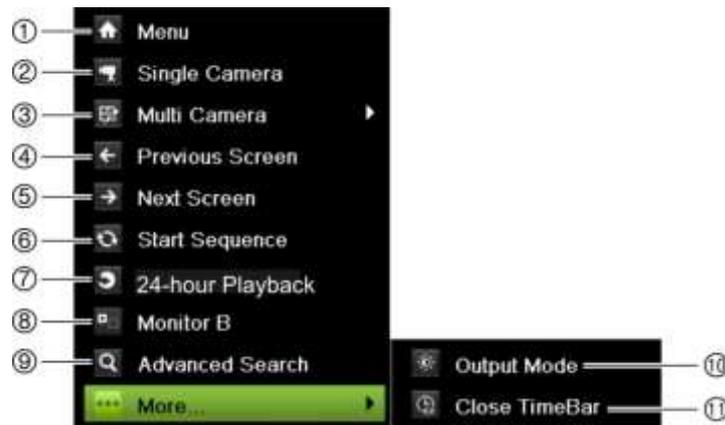 ① Menu
② Single Camera
③ Multi Camera
④ Previous Screen
⑤ Next Screen
⑥ Start Sequence
⑦ 24-hour Playback
⑧ Monitor B
⑨ Advanced Search
Output Mode ⑩
More...
Close TimeBar ⑪